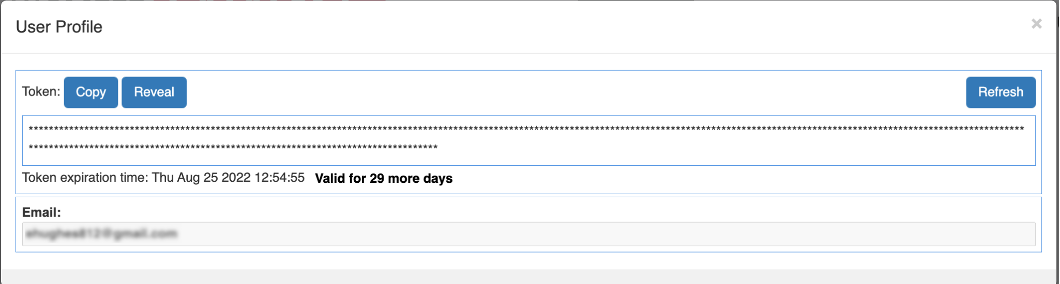 User Profile ×
Token: Copy Reveal Refresh
*****************************************************************************************************************************************************************************************************
*********************************************************************************
Token expiration time: Thu Aug 25 2022 12:54:55 Valid for 29 more days
Email: